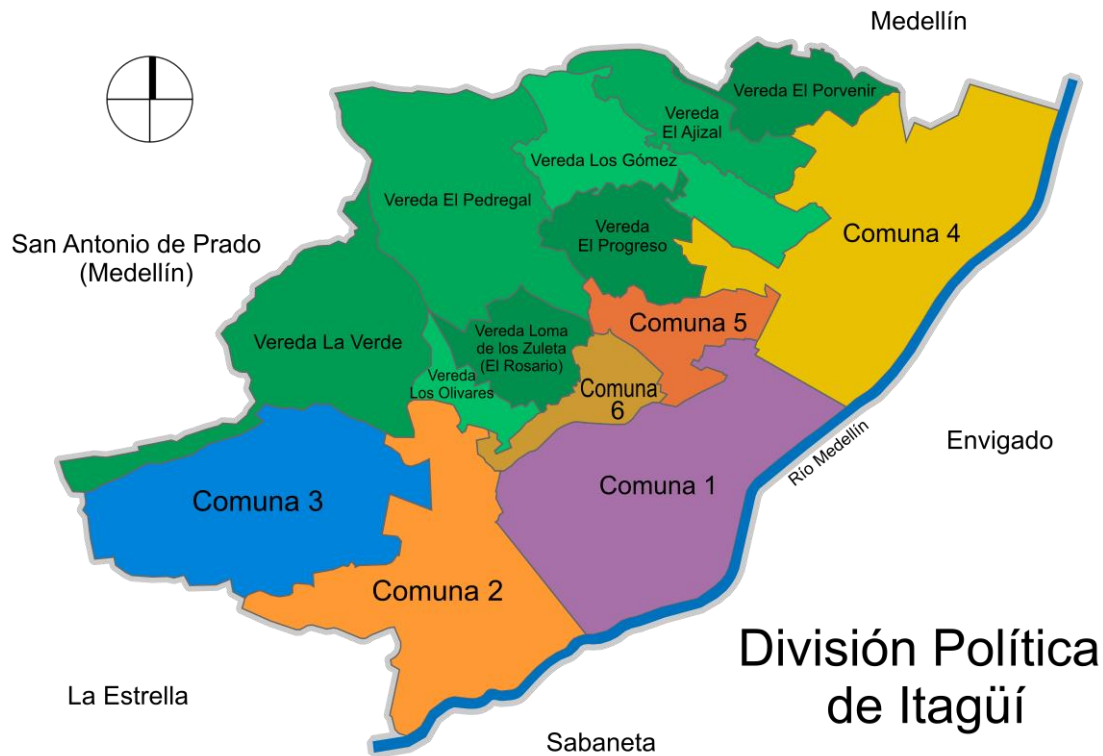 Medellín
Vereda El Porvenir
Vereda
El Ajizal
Vereda Los Gómez
Vereda El Pedregal
Vereda
El Progreso
Comuna 4
San Antonio de Prado
(Medellín)
Comuna 5
Vereda La Verde
Vereda Loma
de los Zuleta
(El Rosario)
Vereda
Los Olivares
Comuna
6
Envigado
Río Medellín
Comuna 1
Comuna 3
Comuna 2
División Política
de Itagüí
La Estrella
Sabaneta